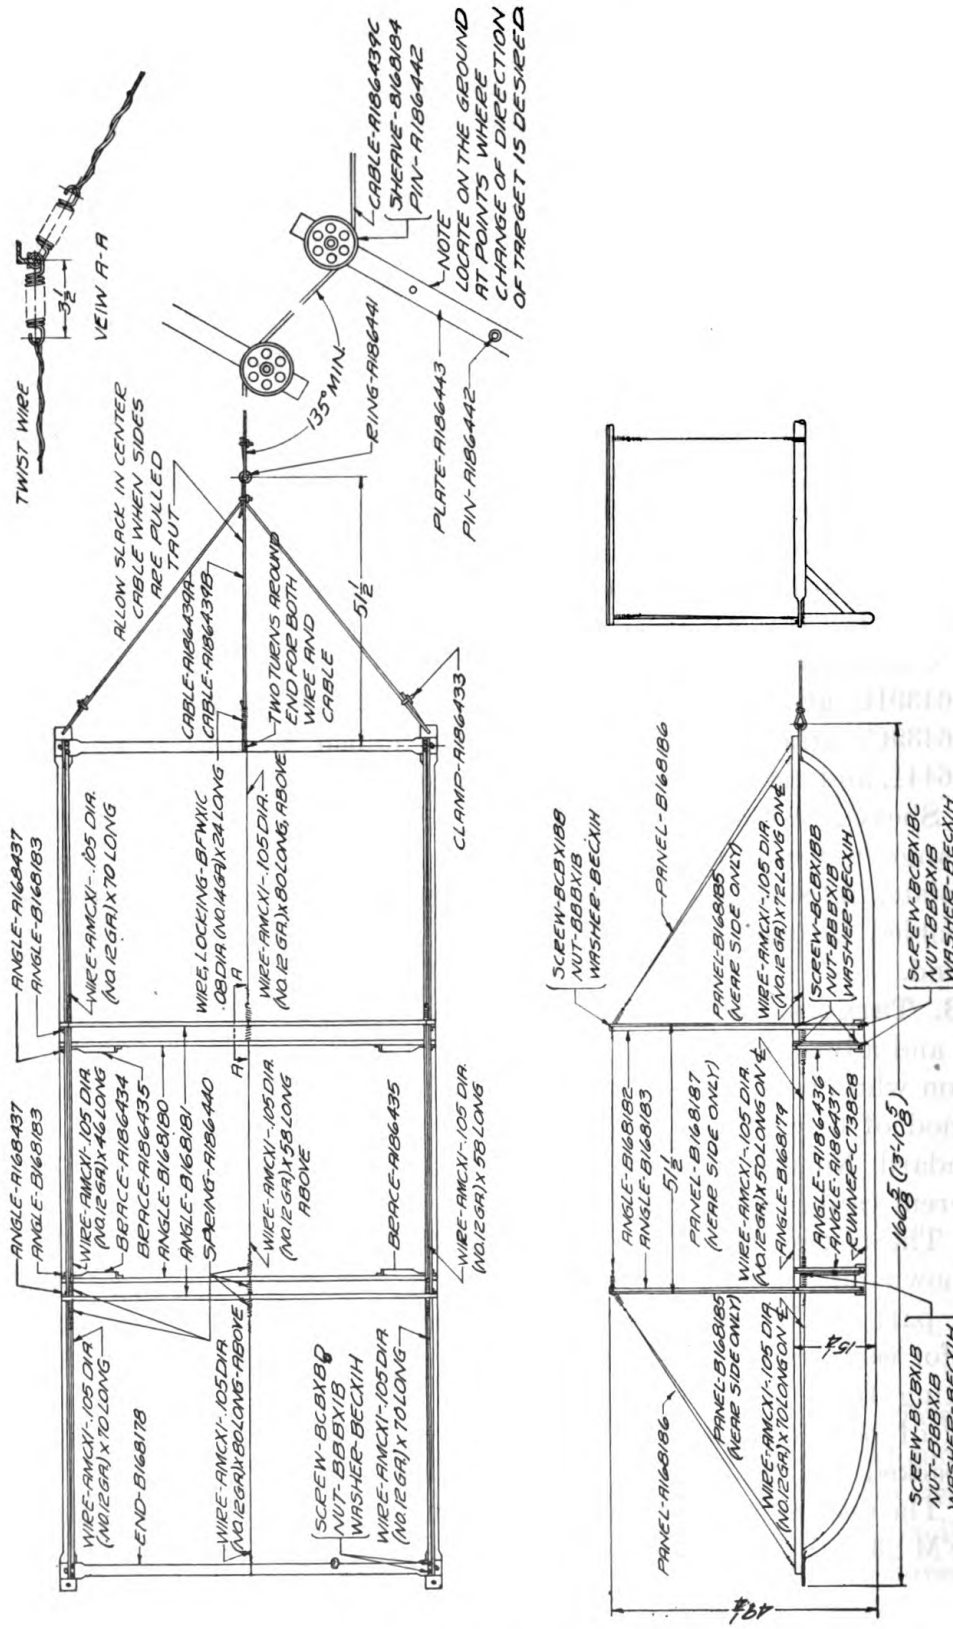 TWIST WIRE
3 1/2
VEIW A-A
ALLOW SLACK IN CENTER
CABLE WHEN SIDES
ARE PULLED
TAUT
CABLE-A186439A
CABLE-A186439B
TWO TURNS AROUND
END FOR BOTH
WIRE AND
CABLE
51 1/2
135° MIN.
RING-A186441
CABLE-A186439C
SHEAVE-B168184
PIN-A186442
NOTE
LOCATE ON THE GROUND
AT POINTS WHERE
CHANGE OF DIRECTION
OF TARGET IS DESIRED
PLATE-A186443
PIN-A186442
CLAMP-A186433
ANGLE-A168437
ANGLE-B168183
WIRE-AMCX1-.105 DIA.
(NO.12 GA) X 70 LONG
WIRE, LOCKING-BFWX1C
.08 DIA. (NO.14 GA) X 24 LONG
A
A
WIRE-AMCX1-.105 DIA.
(NO.12 GA) X 80 LONG, ABOVE
ANGLE-A168437
ANGLE-B168183
WIRE-AMCX1-.105 DIA.
(NO.12 GA) X 46 LONG
BRACE-A186434
BRACE-A186435
ANGLE-B168180
ANGLE-B168181
SPRING-A186440
WIRE-AMCX1-.105 DIA.
(NO.12 GA) X 58 LONG
ABOVE
BRACE-A186435
WIRE-AMCX1-.105 DIA.
(NO.12 GA) X 58 LONG
WIRE-AMCX1-.105 DIA
(NO.12 GA) X 70 LONG
END-B168178
WIRE-AMCX1-.105 DIA
(NO.12 GA) X 80 LONG-ABOVE
NUT-BBBX1B
WASHER-BECX1H
WIRE-AMCX1-.105 DIA.
(NO.12 GA) X 70 LONG
SCREW-BCBX1BB
NUT-BBBX1B
WASHER-BECX1H
PANEL-B168186
PANEL-B168185
(NEAR SIDE ONLY)
WIRE-AMCX1-.105 DIA.
(NO.12 GA) X 72 LONG ON ℄
SCREW-BCBX1BB
NUT-BBBX1B
WASHER-BECX1H
SCREW-BCBX1BC
NUT-BBBX1B
WASHER-BECX1H
ANGLE-B168182
ANGLE-B168183
51 1/2
PANEL-B168187
(NEAR SIDE ONLY)
WIRE-AMCX1-.105 DIA.
(NO.12 GA) X 50 LONG ON ℄
ANGLE-B168179
ANGLE-A186436
ANGLE-A186437
RUNNER-C73828
166 5/8 (13'-10 5/8)
PANEL-A168186
PANEL-B168185
(NEAR SIDE ONLY)
WIRE-AMCX1-.105 DIA.
(NO.12 GA) X 70 LONG ON ℄
15 1/4
SCREW-BCBX1B
NUT-BBBX1B
WASHER-BECX1H